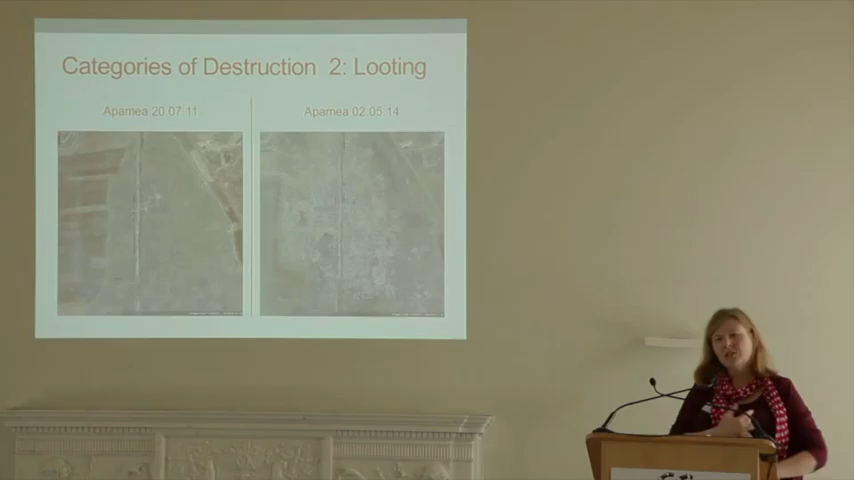 Categories of Destruction 2: Looting
Apamea 20.07.11
Apamea 02.05.14